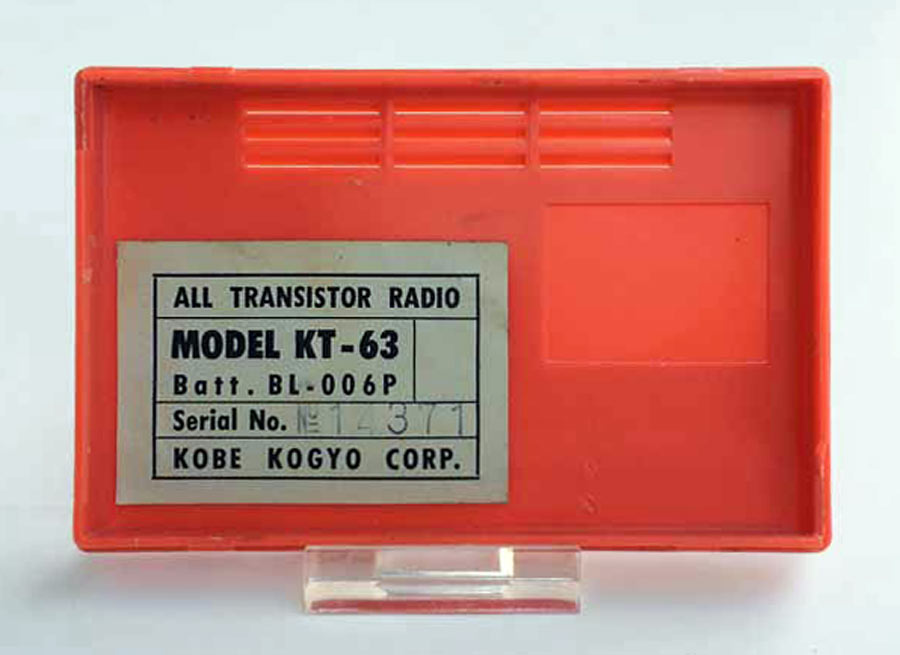 ALL TRANSISTOR RADIO
MODEL KT-63
Batt. BL-006P
Serial No. № 14371
KOBE KOGYO CORP.